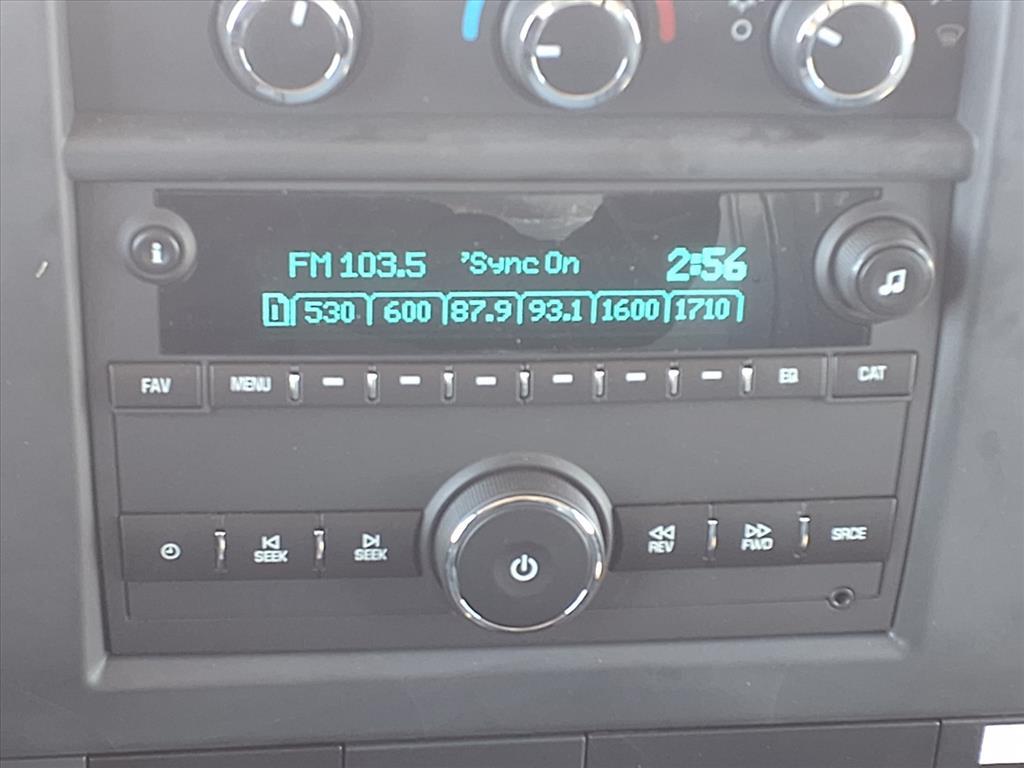 FM 103.5 'Sync On 2:56
1 530 600 87.9 93.1 1600 1710
FAV MENU EQ CAT
SEEK SEEK REV FWD SRCE